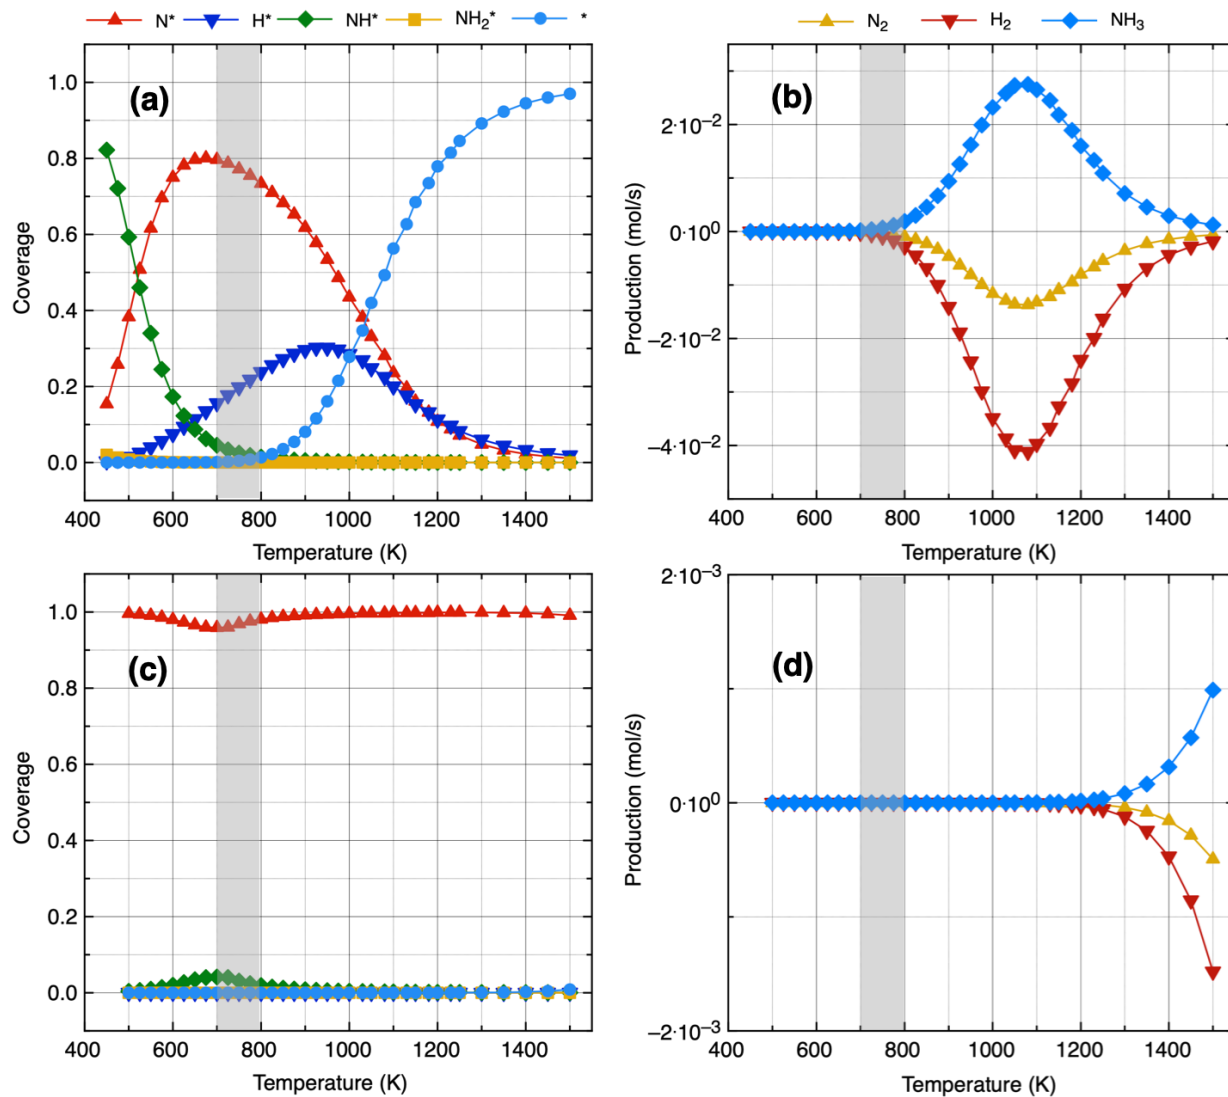 N* H* NH* NH₂* *
N₂ H₂ NH₃
(a)
Coverage
1.0
0.8
0.6
0.4
0.2
0.0
400 600 800 1000 1200 1400
Temperature (K)
(b)
Production (mol/s)
2·10⁻²
0·10⁰
−2·10⁻²
−4·10⁻²
400 600 800 1000 1200 1400
Temperature (K)
(c)
Coverage
1.0
0.8
0.6
0.4
0.2
0.0
400 600 800 1000 1200 1400
Temperature (K)
(d)
Production (mol/s)
2·10⁻³
0·10⁰
−2·10⁻³
400 600 800 1000 1200 1400
Temperature (K)